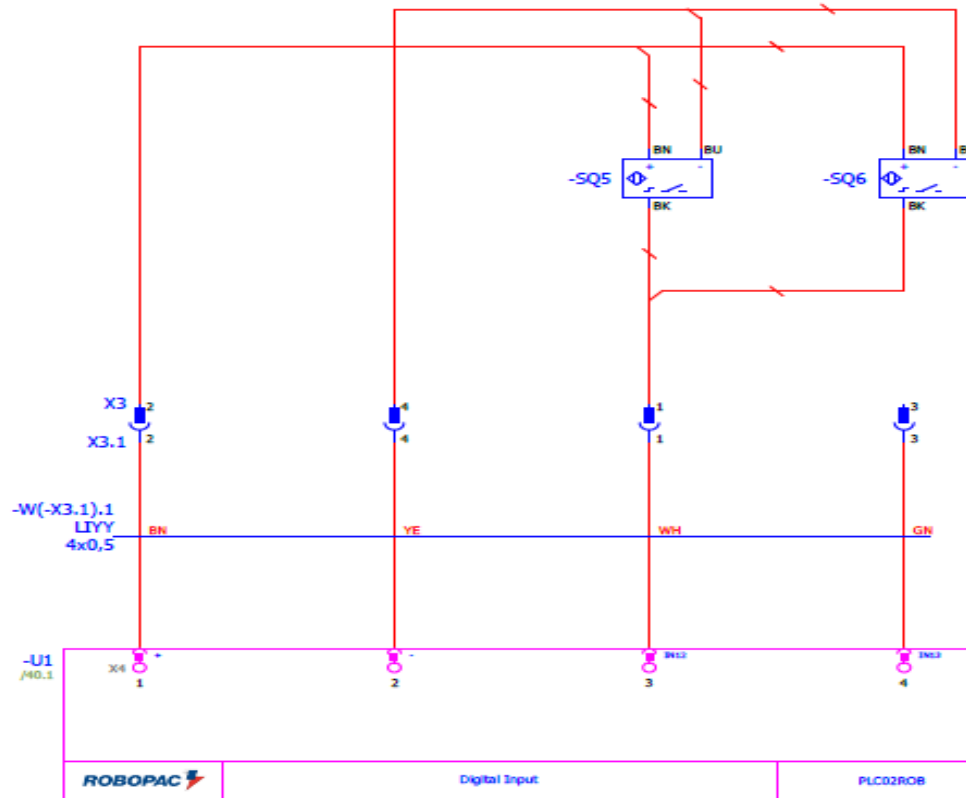 BN BU BN B
-SQ5 + - -SQ6 + -
BK BK
X3 2 4 1 3
X3.1 2 4 1 3
-W(-X3.1).1
LIYY
4x0,5
BN YE WH GN
-U1
/40.1
X4 + - IN12 IN13
1 2 3 4
ROBOPAC Digital Input PLC02ROB